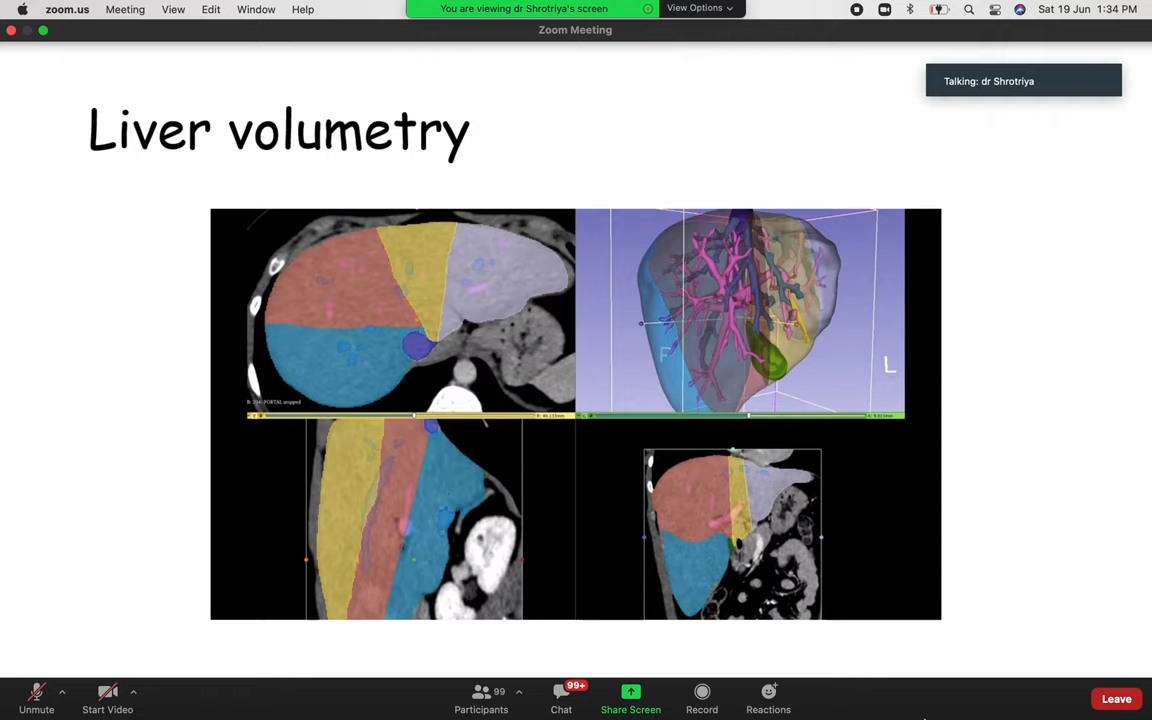 zoom.us Meeting View Edit Window Help
You are viewing dr Shrotriya's screen
View Options
Sat 19 Jun 1:34 PM
Zoom Meeting
Talking: dr Shrotriya
Liver volumetry
L
Unmute
Start Video
99
Participants
99+
Chat
Share Screen
Record
Reactions
Leave